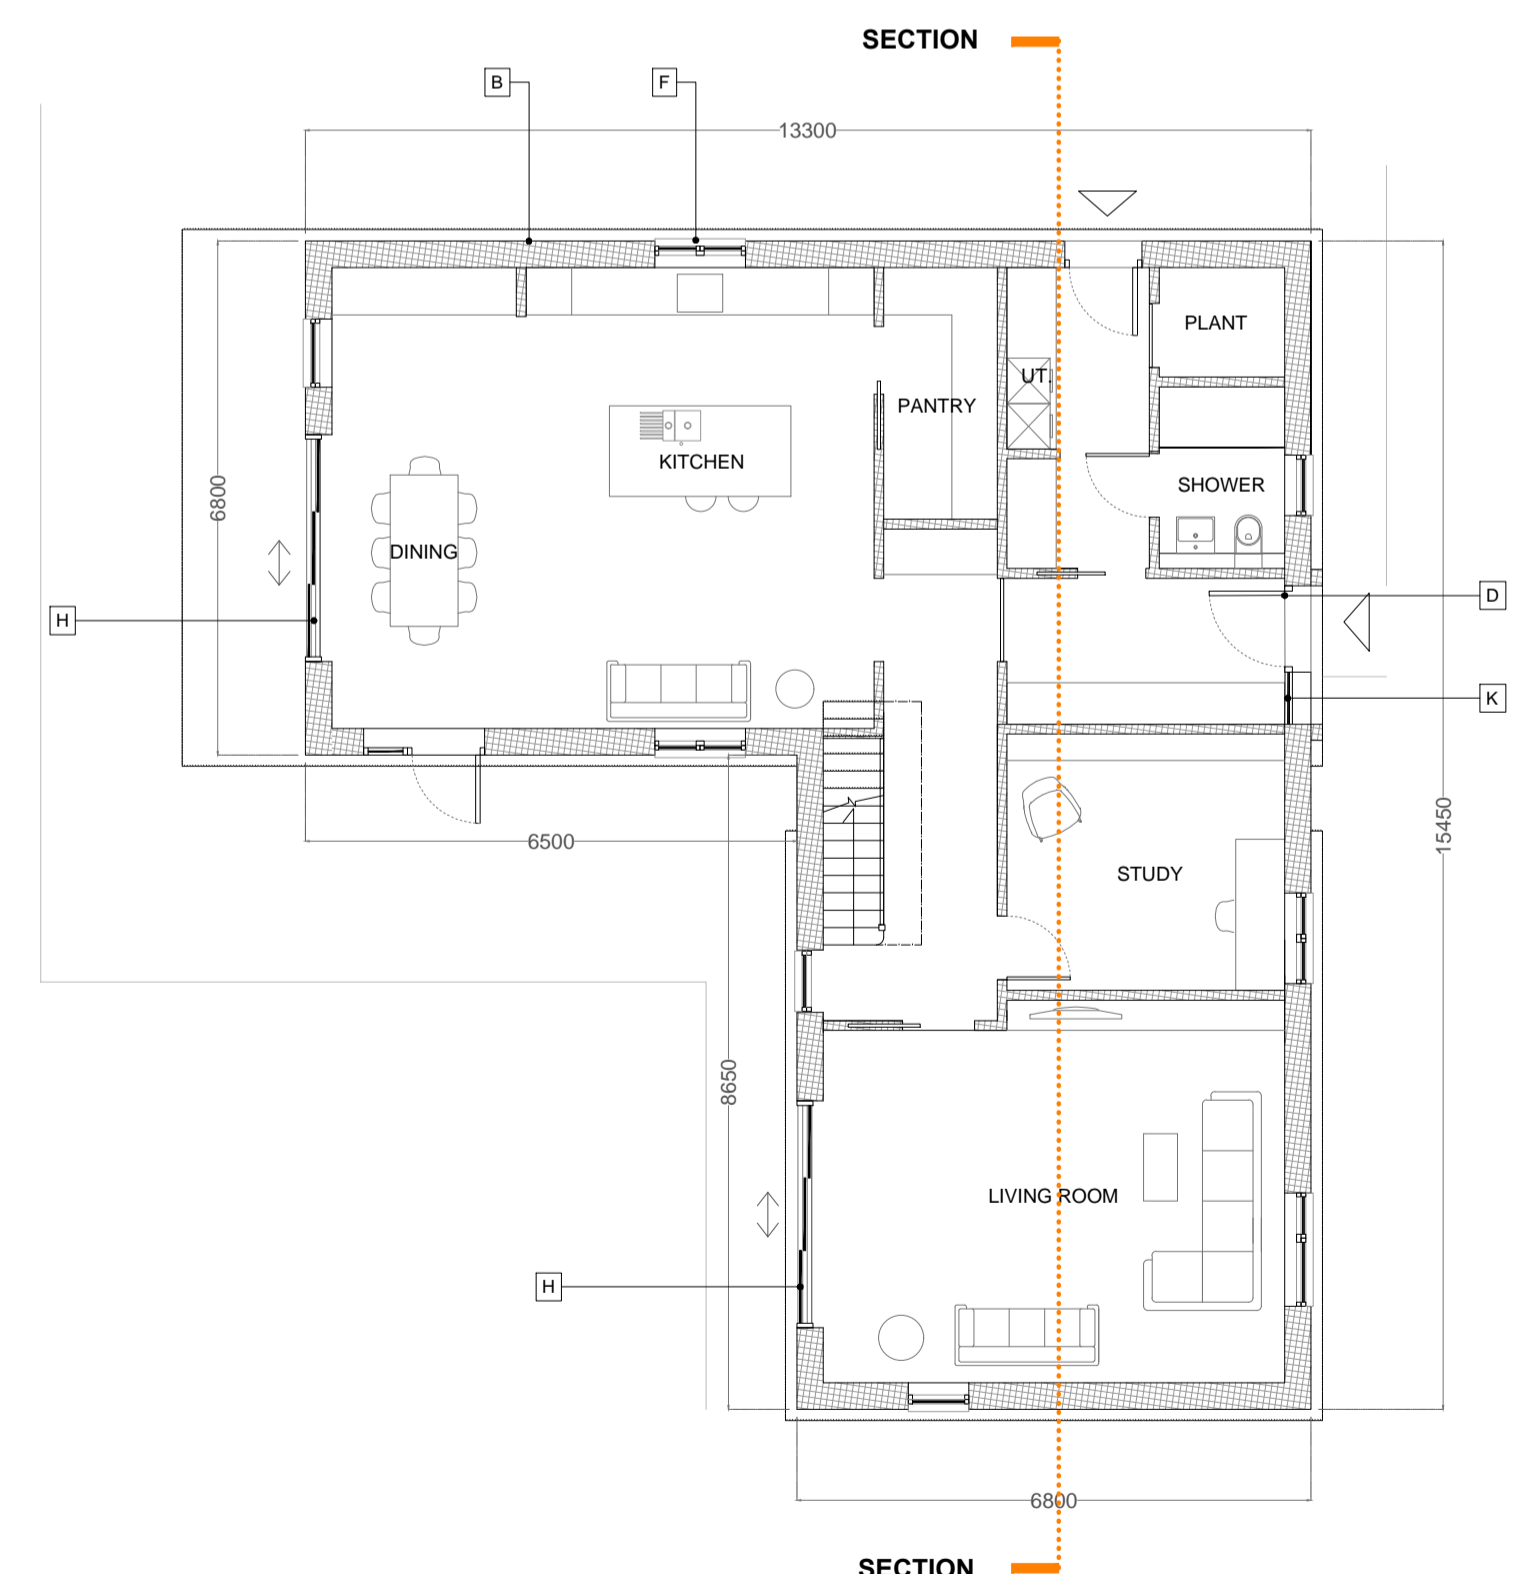 SECTION
B
F
13300
PLANT
UT.
PANTRY
KITCHEN
SHOWER
6800
DINING
H
D
K
6500
15450
STUDY
8650
LIVING ROOM
H
6800
SECTION